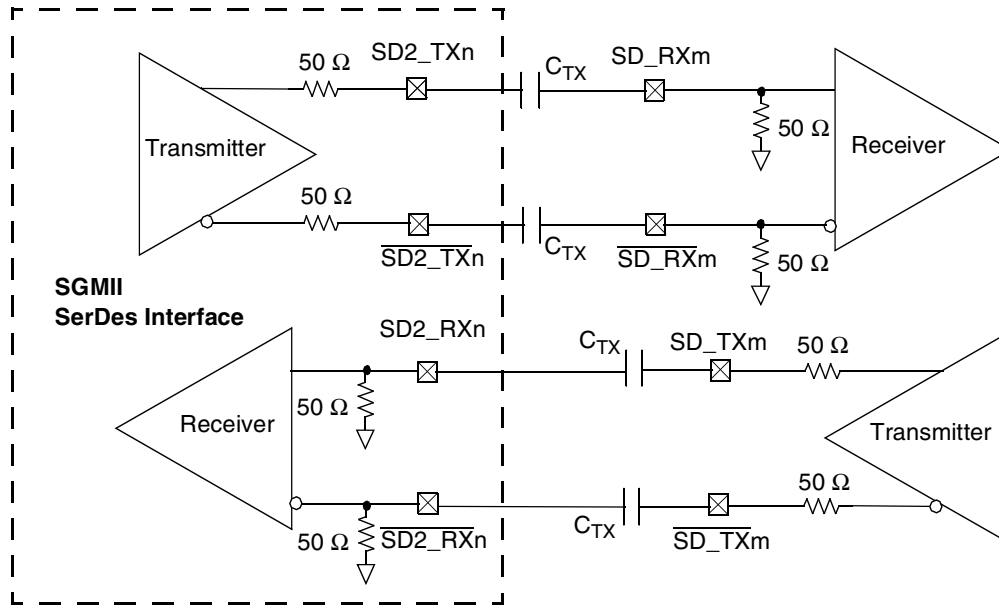 50 Ω
SD2_TXn
C_TX
SD_RXm
50 Ω
Transmitter
Receiver
50 Ω
SD2_TXn
C_TX
SD_RXm
50 Ω
SGMII
SerDes Interface
SD2_RXn
C_TX
SD_TXm
50 Ω
50 Ω
Receiver
Transmitter
50 Ω
50 Ω
SD2_RXn
C_TX
SD_TXm